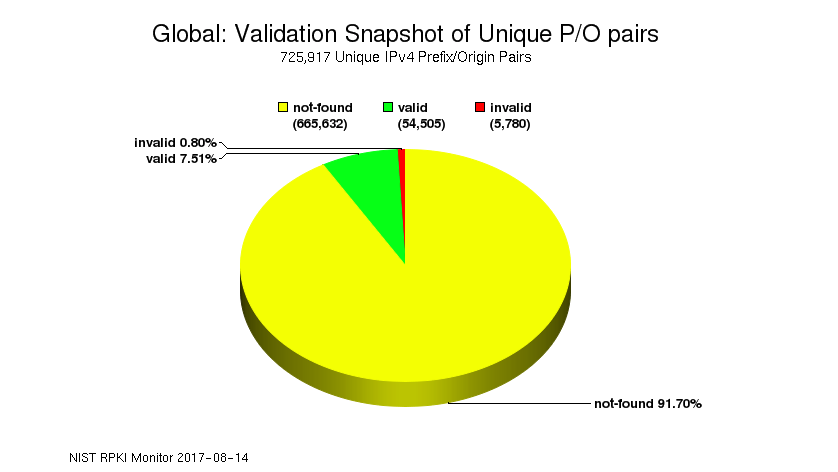 Global: Validation Snapshot of Unique P/O pairs
725,917 Unique IPv4 Prefix/Origin Pairs
not-found valid invalid
(665,632) (54,505) (5,780)
invalid 0.80%
valid 7.51%
not-found 91.70%
NIST RPKI Monitor 2017-08-14